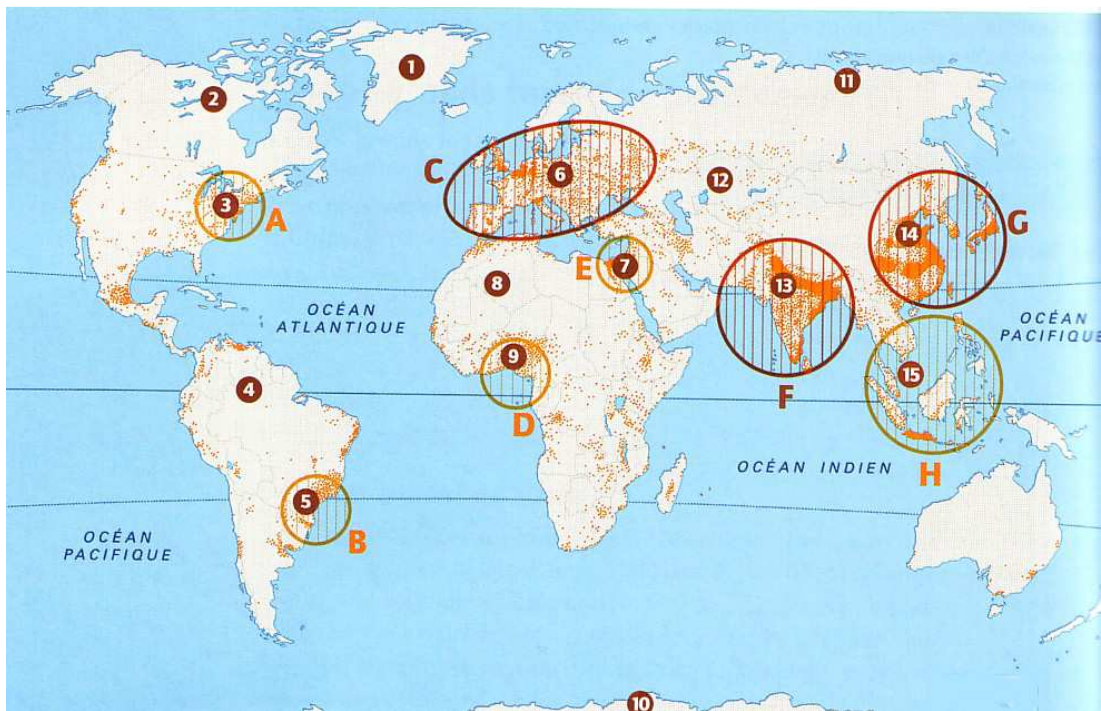 1
2
11
C
6
12
3
A
14
G
E
7
8
13
OCÉAN
ATLANTIQUE
OCÉAN
PACIFIQUE
9
15
4
D
F
H
OCÉAN INDIEN
5
B
OCÉAN
PACIFIQUE
10